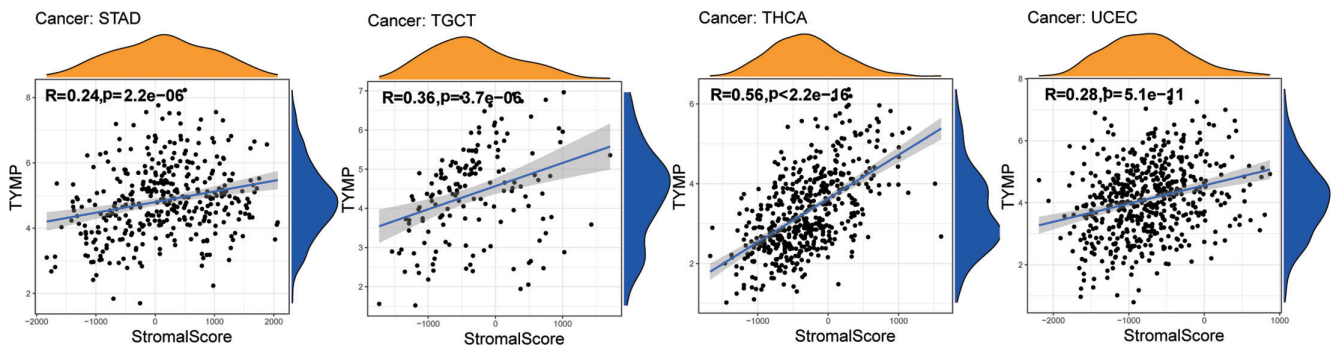 Cancer: STAD
R=0.24,p=2.2e-06
TYMP
8
6
4
2
−2000
−1000
0
1000
2000
StromalScore
Cancer: TGCT
R=0.36,p=3.7e-06
TYMP
7
6
5
4
3
2
−1000
0
1000
StromalScore
Cancer: THCA
R=0.56,p<2.2e-16
TYMP
6
4
2
−1000
0
1000
StromalScore
Cancer: UCEC
R=0.28,p=5.1e-11
TYMP
8
6
4
2
−2000
−1000
0
1000
StromalScore